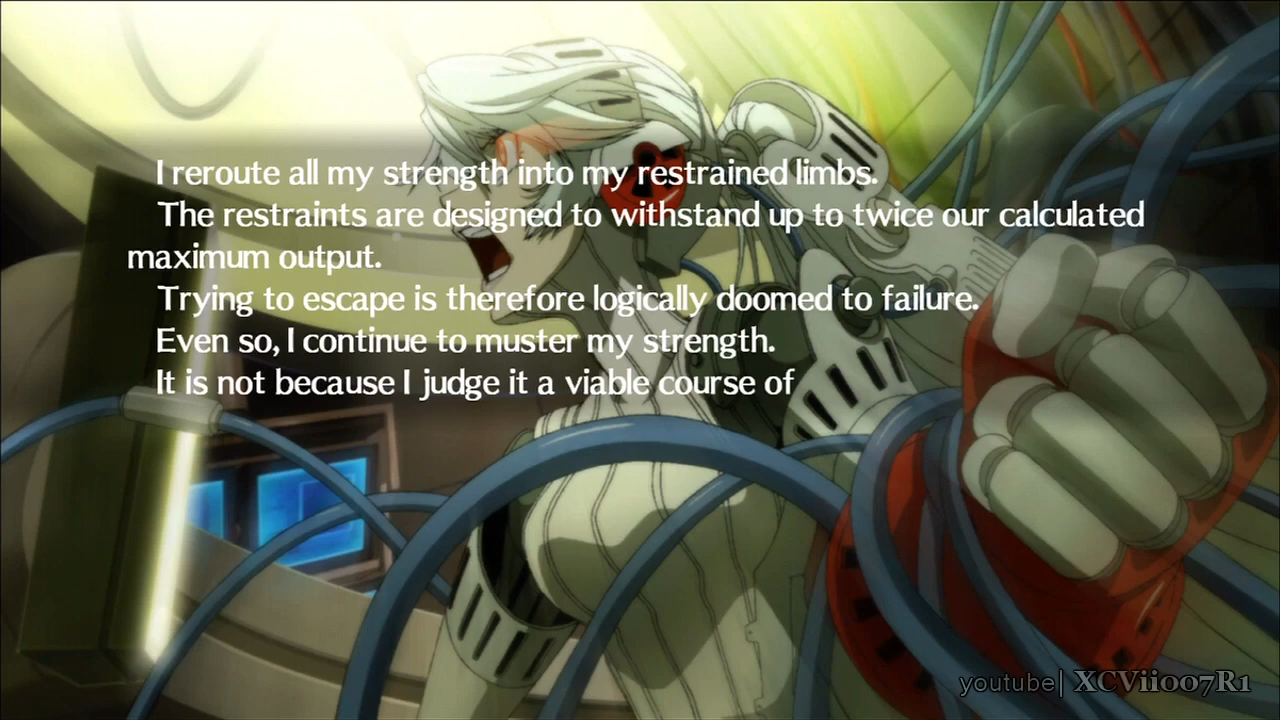 I reroute all my strength into my restrained limbs.
The restraints are designed to withstand up to twice our calculated
maximum output.
Trying to escape is therefore logically doomed to failure.
Even so, I continue to muster my strength.
It is not because I judge it a viable course of
youtube| XCViii007R1